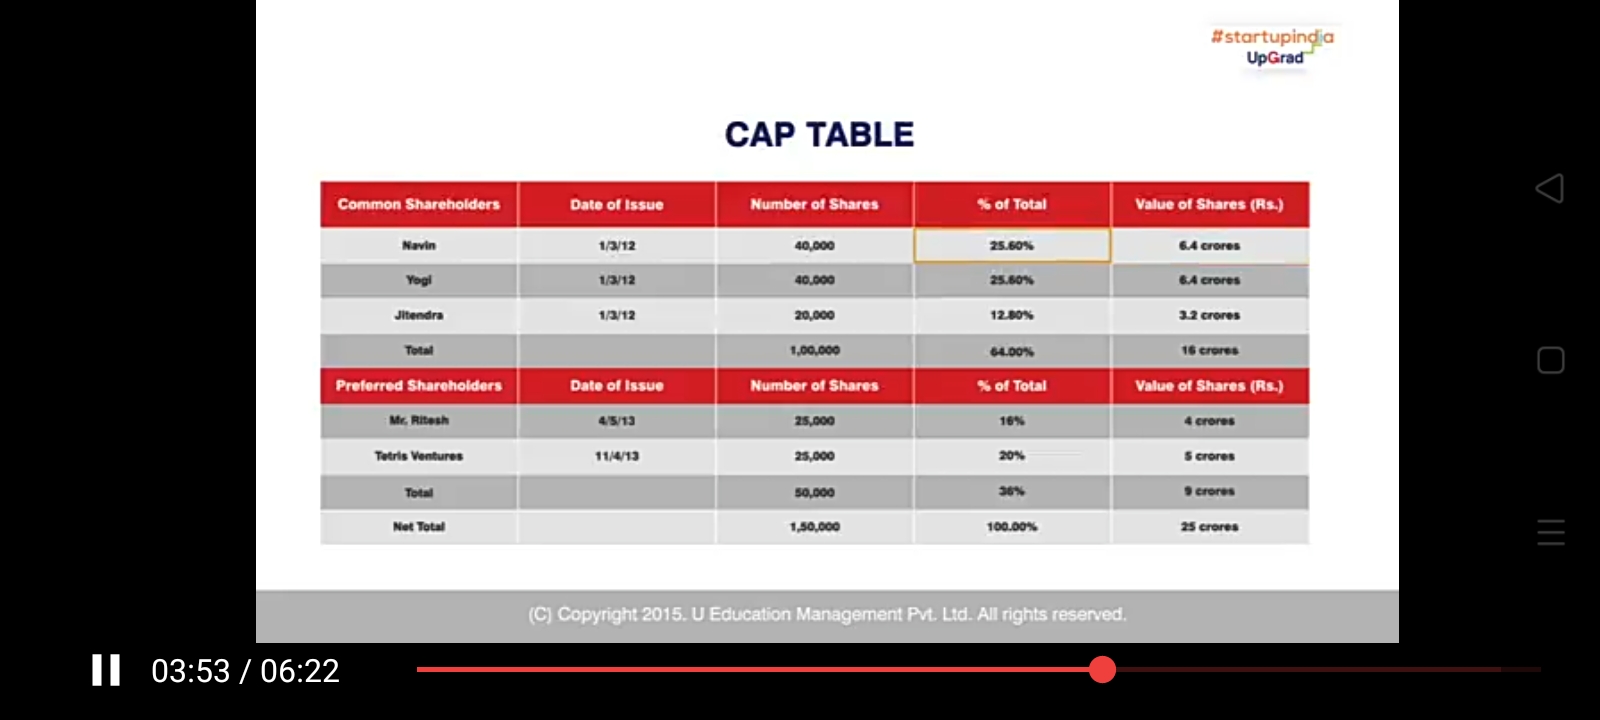 #startupindia
UpGrad
CAP TABLE
Common Shareholders Date of Issue Number of Shares % of Total Value of Shares (Rs.)
Navin 1/3/12 40,000 25.60% 6.4 crores
Yogi 1/3/12 40,000 25.60% 6.4 crores
Jitendra 1/3/12 20,000 12.80% 3.2 crores
Total 1,00,000 64.00% 16 crores
Preferred Shareholders Date of Issue Number of Shares % of Total Value of Shares (Rs.)
Mr. Ritesh 4/5/13 25,000 16% 4 crores
Tetris Ventures 11/4/13 25,000 20% 5 crores
Total 50,000 36% 9 crores
Net Total 1,50,000 100.00% 25 crores
(C) Copyright 2015. U Education Management Pvt. Ltd. All rights reserved.
03:53 / 06:22